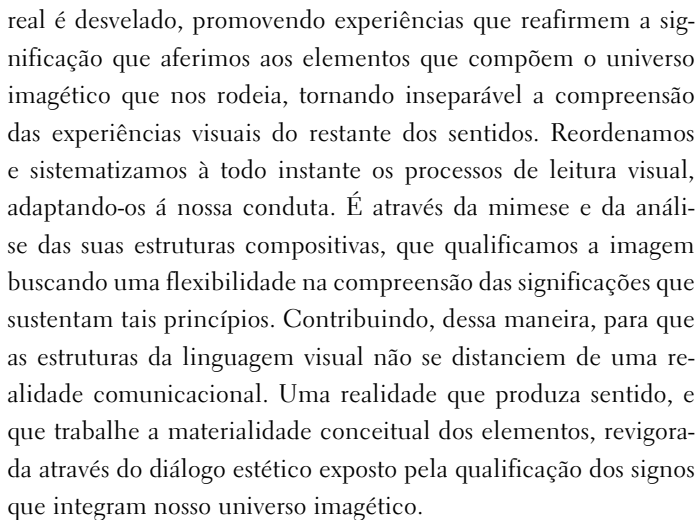 real é desvelado, promovendo experiências que reafirmem a sig-
nificação que aferimos aos elementos que compõem o universo
imagético que nos rodeia, tornando inseparável a compreensão
das experiências visuais do restante dos sentidos. Reordenamos
e sistematizamos à todo instante os processos de leitura visual,
adaptando-os á nossa conduta. É através da mimese e da análi-
se das suas estruturas compositivas, que qualificamos a imagem
buscando uma flexibilidade na compreensão das significações que
sustentam tais princípios. Contribuindo, dessa maneira, para que
as estruturas da linguagem visual não se distanciem de uma re-
alidade comunicacional. Uma realidade que produza sentido, e
que trabalhe a materialidade conceitual dos elementos, revigora-
da através do diálogo estético exposto pela qualificação dos signos
que integram nosso universo imagético.